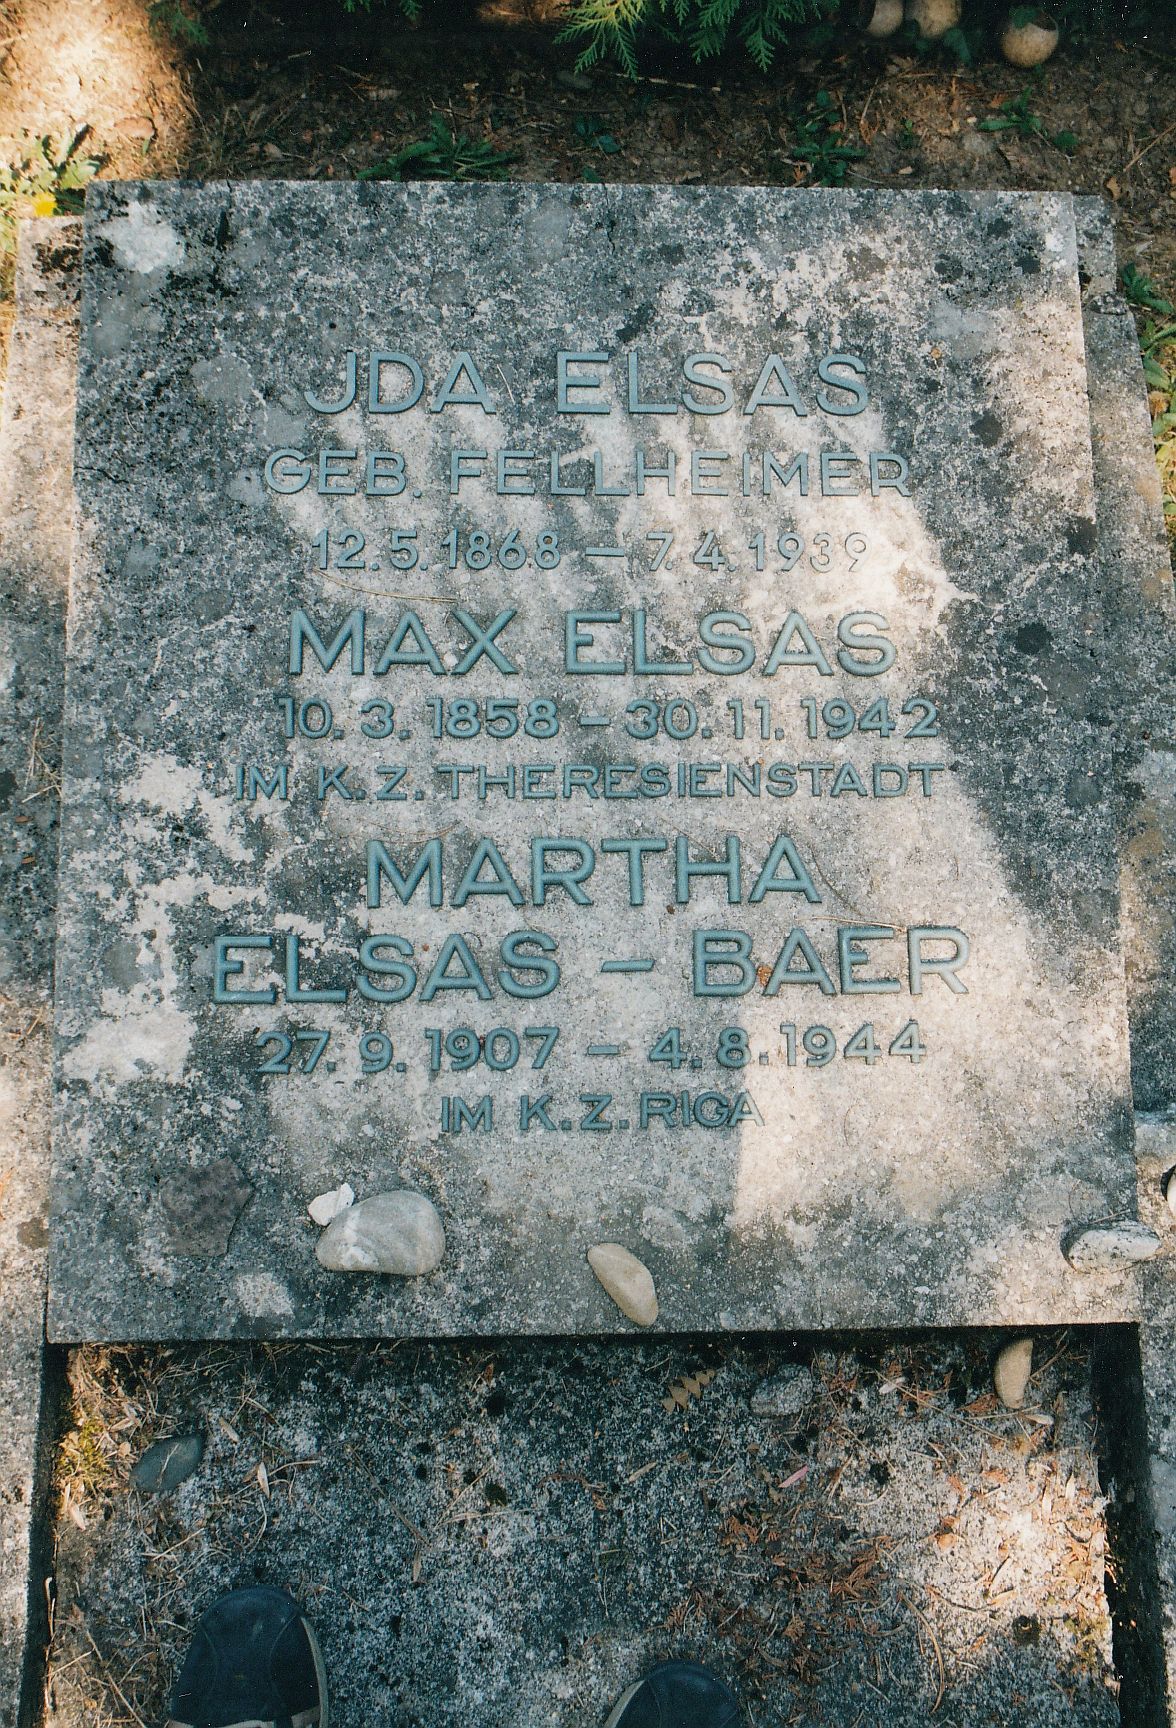 JDA ELSAS
GEB. FELLHEIMER
12.5.1868 – 7.4.1939
MAX ELSAS
10.3.1858 – 30.11.1942
IM K.Z. THERESIENSTADT
MARTHA
ELSAS – BAER
27.9.1907 – 4.8.1944
IM K.Z. RIGA